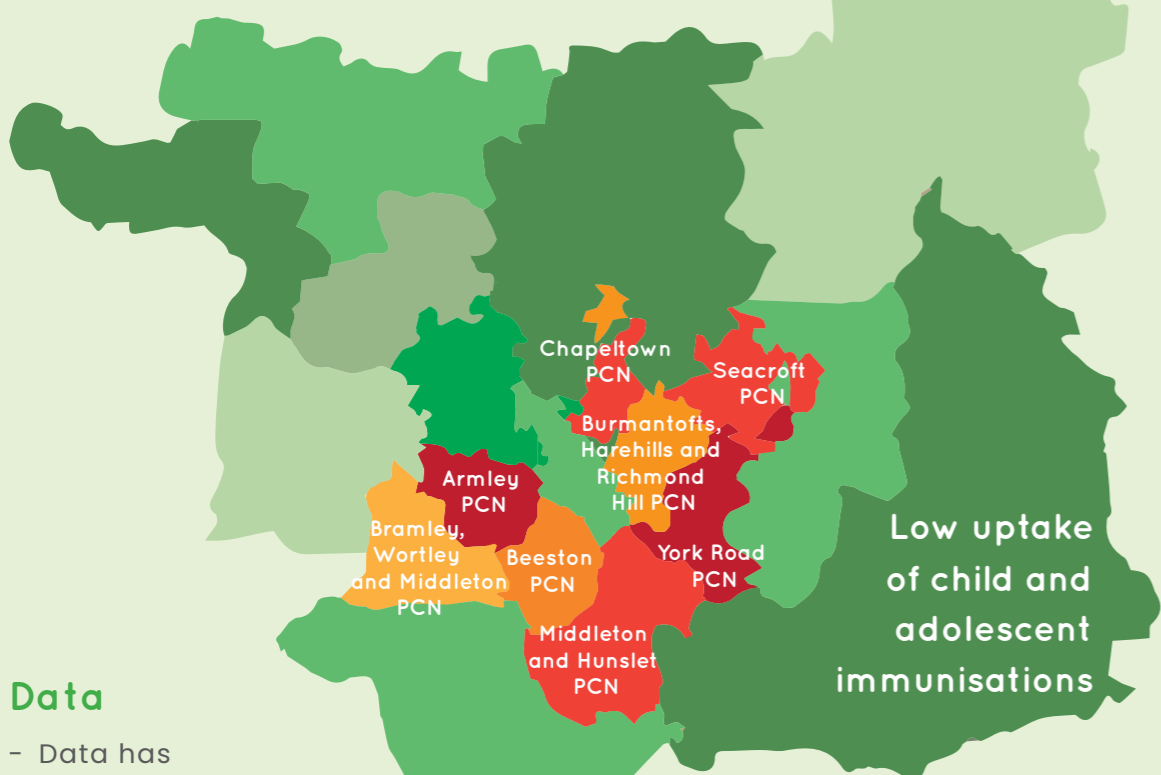 Chapeltown
PCN
Seacroft
PCN
Burmantofts,
Harehills and
Richmond
Hill PCN
Armley
PCN
Bramley,
Wortley
and Middleton
PCN
Beeston
PCN
York Road
PCN
Middleton
and Hunslet
PCN
Low uptake
of child and
adolescent
immunisations
Data
- Data has